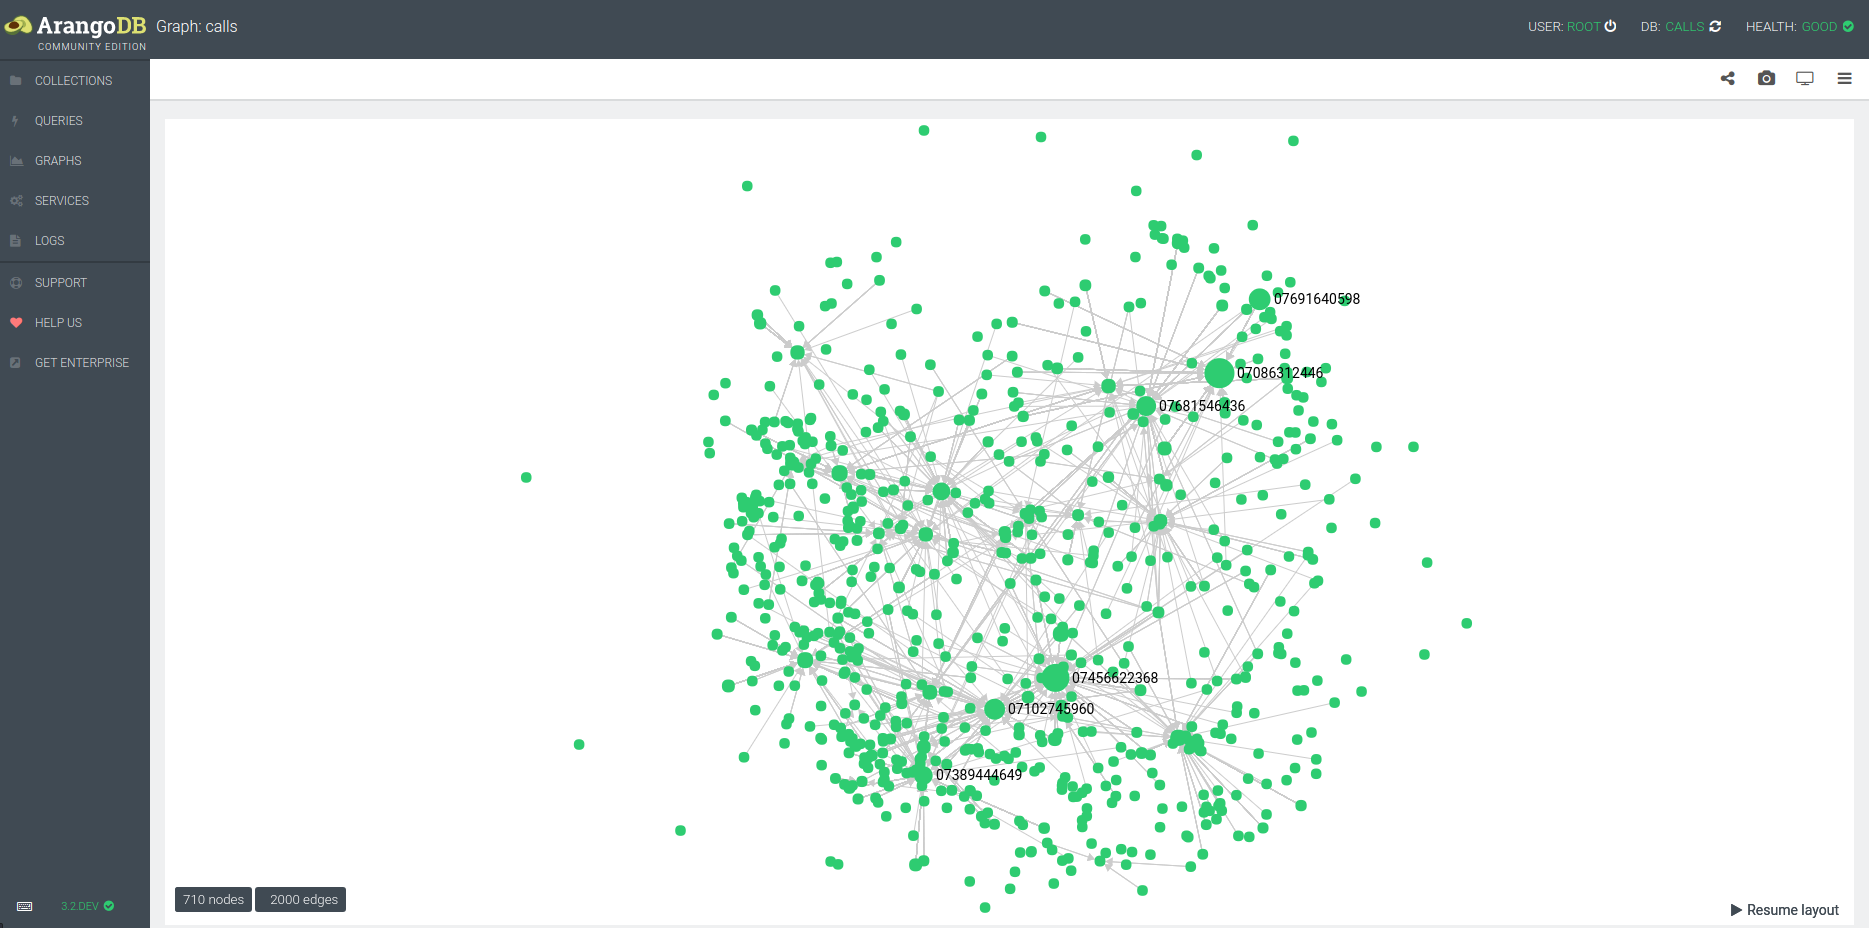 ArangoDB
COMMUNITY EDITION
Graph: calls
USER: ROOT
DB: CALLS
HEALTH: GOOD
COLLECTIONS
QUERIES
GRAPHS
SERVICES
LOGS
SUPPORT
HELP US
GET ENTERPRISE
07691640598
07086312446
07681546436
07456622368
07102745960
07389444649
710 nodes
2000 edges
3.2.DEV
Resume layout